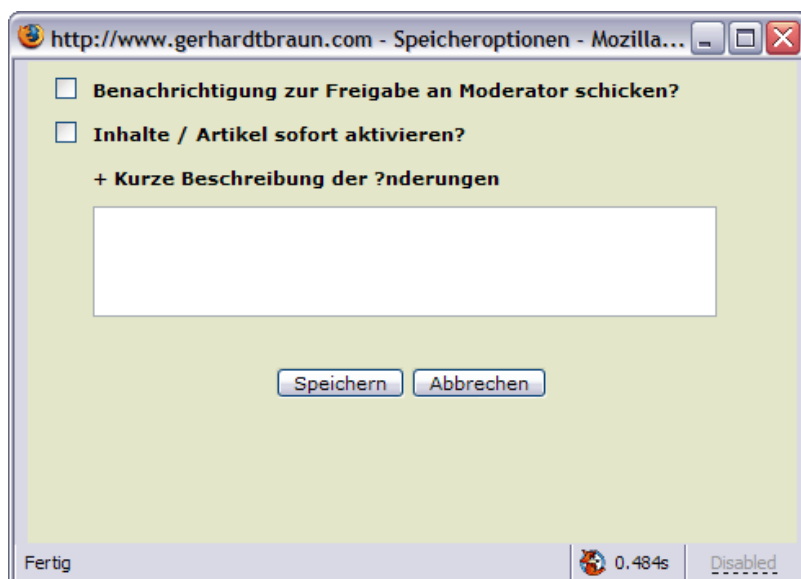 http://www.gerhardtbraun.com - Speicheroptionen - Mozilla...
Benachrichtigung zur Freigabe an Moderator schicken?
Inhalte / Artikel sofort aktivieren?
+ Kurze Beschreibung der ?nderungen
Speichern Abbrechen
Fertig 0.484s Disabled